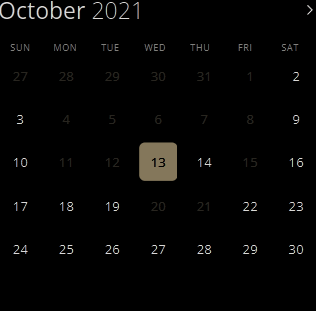 October 2021
SUN MON TUE WED THU FRI SAT
27 28 29 30 31 1 2
3 4 5 6 7 8 9
10 11 12 13 14 15 16
17 18 19 20 21 22 23
24 25 26 27 28 29 30